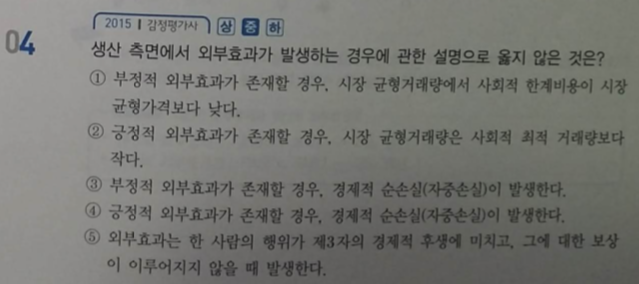 2015 | 감정평가사 상 중 하
04
생산 측면에서 외부효과가 발생하는 경우에 관한 설명으로 옳지 않은 것은?
① 부정적 외부효과가 존재할 경우, 시장 균형거래량에서 사회적 한계비용이 시장
균형가격보다 낮다.
② 긍정적 외부효과가 존재할 경우, 시장 균형거래량은 사회적 최적 거래량보다
작다.
③ 부정적 외부효과가 존재할 경우, 경제적 순손실(자중손실)이 발생한다.
④ 긍정적 외부효과가 존재할 경우, 경제적 순손실(자중손실)이 발생한다.
⑤ 외부효과는 한 사람의 행위가 제3자의 경제적 후생에 미치고, 그에 대한 보상
이 이루어지지 않을 때 발생한다.